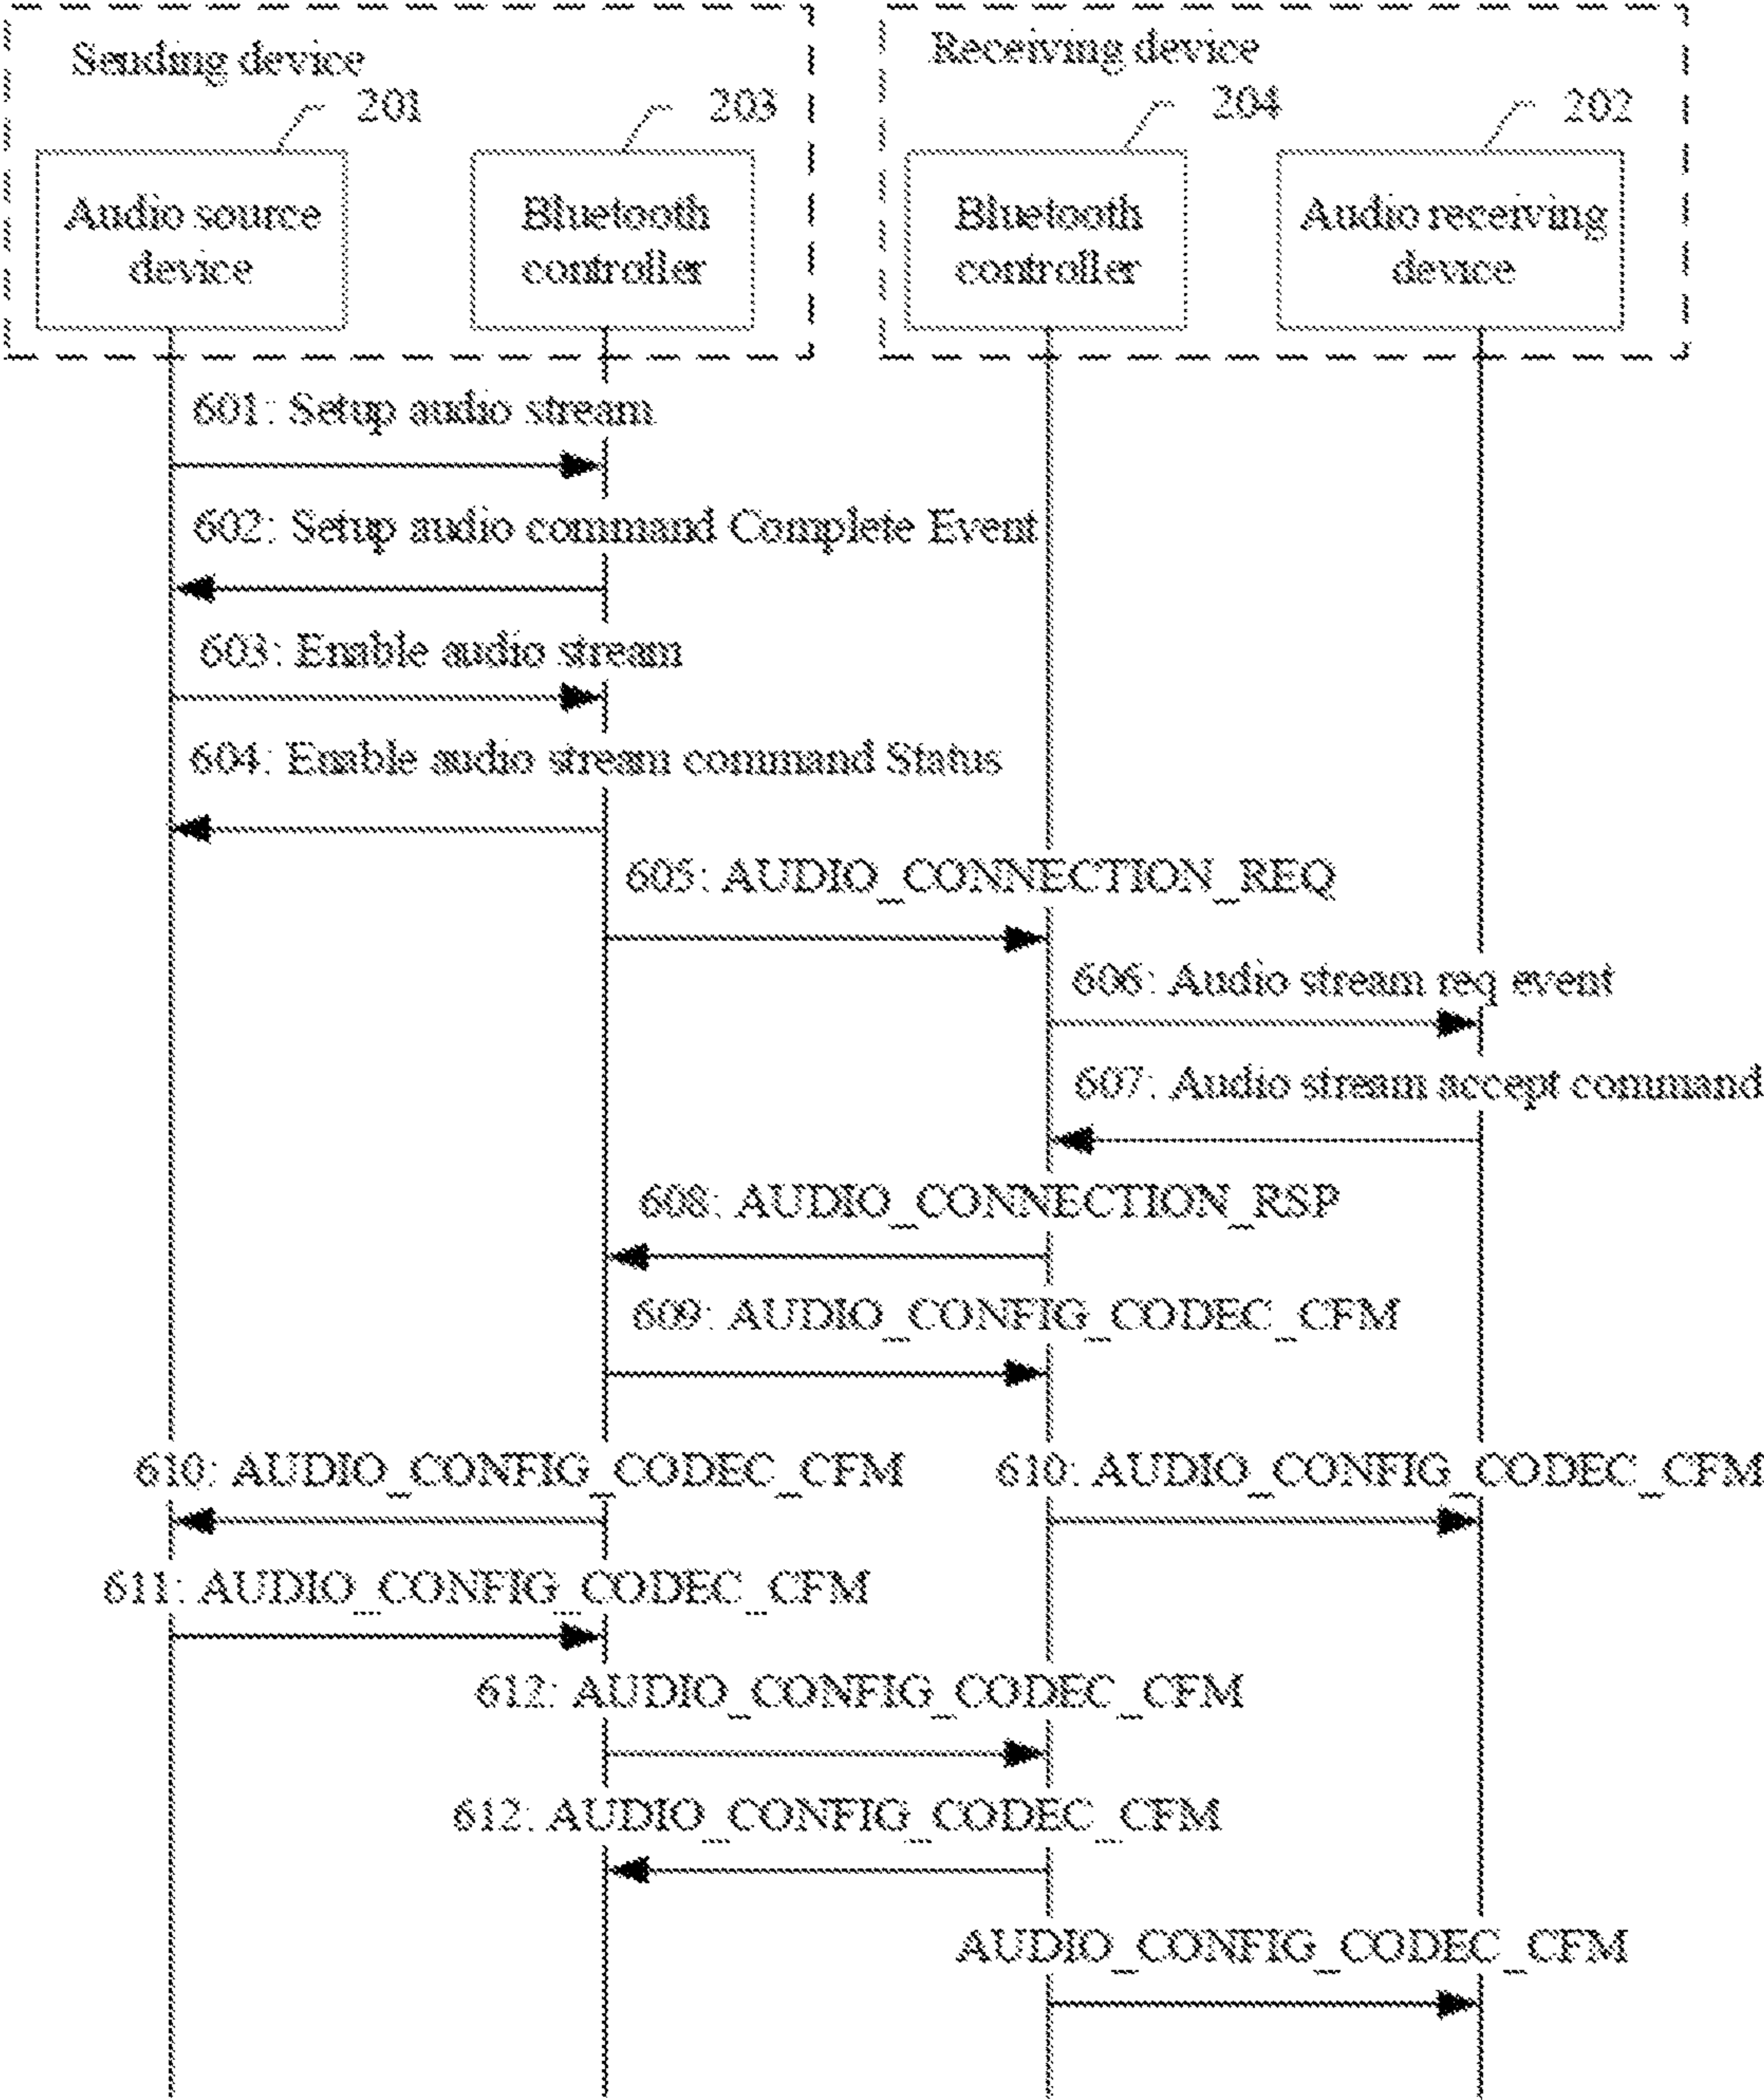 Sending device
Receiving device
201
203
204
202
Audio source
device
Bluetooth
controller
Bluetooth
controller
Audio receiving
device
601: Setup audio stream
602: Setup audio command Complete Event
603: Enable audio stream
604: Enable audio stream command Status
605: AUDIO_CONNECTION_REQ
606: Audio stream req event
607: Audio stream accept command
608: AUDIO_CONNECTION_RSP
609: AUDIO_CONFIG_CODEC_CFM
610: AUDIO_CONFIG_CODEC_CFM
610: AUDIO_CONFIG_CODEC_CFM
611: AUDIO_CONFIG_CODEC_CFM
612: AUDIO_CONFIG_CODEC_CFM
612: AUDIO_CONFIG_CODEC_CFM
AUDIO_CONFIG_CODEC_CFM